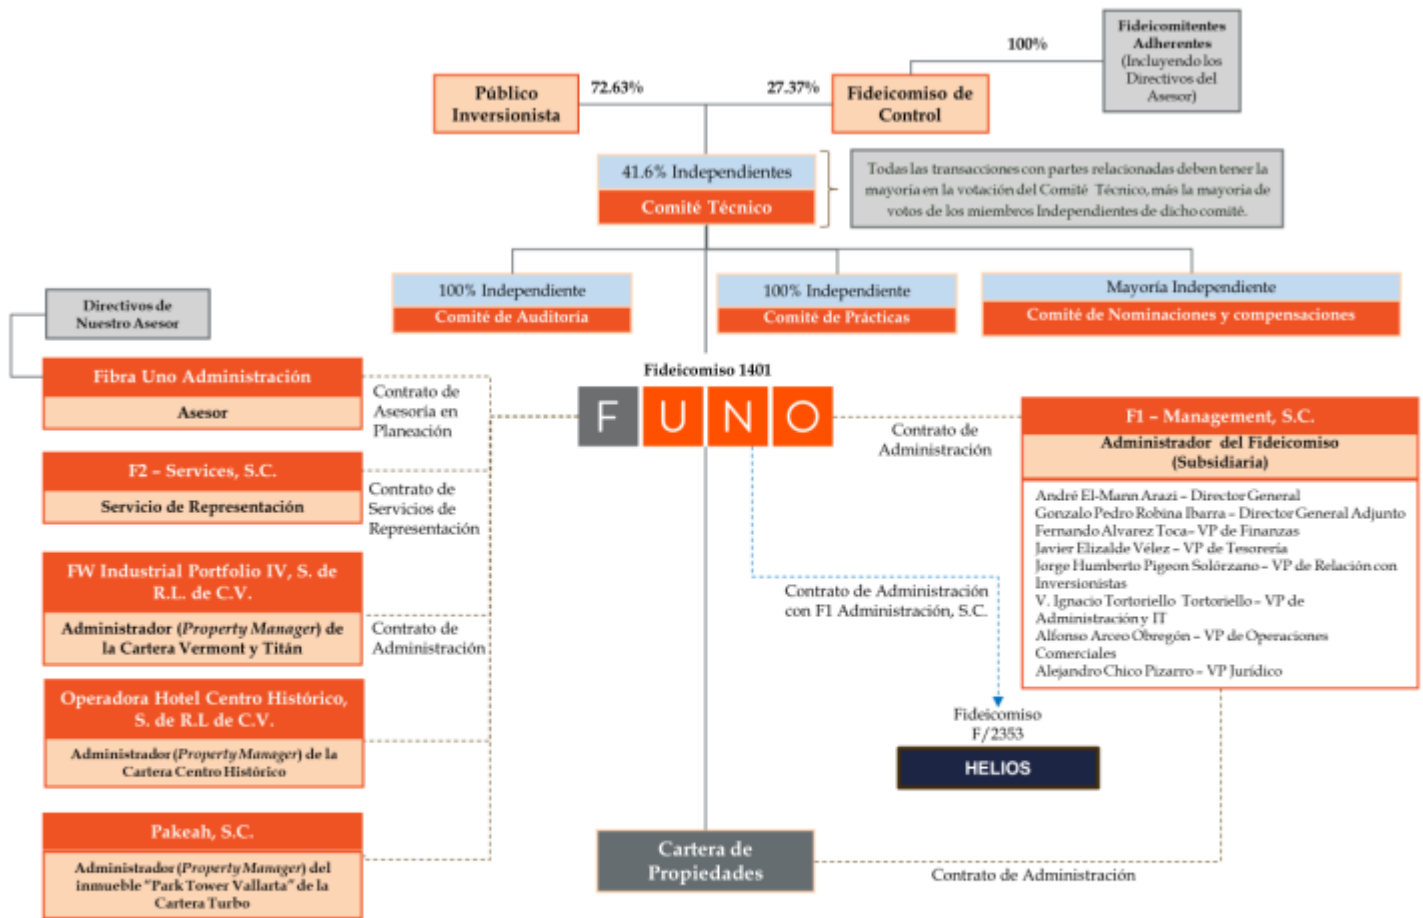 Fideicomitentes
Adherentes
(Incluyendo los
Directivos del
Asesor)
100%
Público
Inversionista
72.63%
27.37%
Fideicomiso de
Control
41.6% Independientes
Comité Técnico
Todas las transacciones con partes relacionadas deben tener la
mayoría en la votación del Comité Técnico, más la mayoría de
votos de los miembros Independientes de dicho comité.
100% Independiente
Comité de Auditoría
100% Independiente
Comité de Prácticas
Mayoría Independiente
Comité de Nominaciones y compensaciones
Directivos de
Nuestro Asesor
Fideicomiso 1401
FUNO
Fibra Uno Administración
Asesor
Contrato de
Asesoría en
Planeación
F2 – Services, S.C.
Servicio de Representación
Contrato de
Servicios de
Representación
FW Industrial Portfolio IV, S. de
R.L. de C.V.
Administrador (Property Manager) de
la Cartera Vermont y Titán
Contrato de
Administración
Operadora Hotel Centro Histórico,
S. de R.L de C.V.
Administrador (Property Manager) de la
Cartera Centro Histórico
Pakeah, S.C.
Administrador (Property Manager) del
inmueble "Park Tower Vallarta" de la
Cartera Turbo
Contrato de
Administración
F1 – Management, S.C.
Administrador del Fideicomiso
(Subsidiaria)
André El-Mann Arazi – Director General
Gonzalo Pedro Robina Ibarra – Director General Adjunto
Fernando Alvarez Toca – VP de Finanzas
Javier Elizalde Vélez – VP de Tesorería
Jorge Humberto Pigeon Solórzano – VP de Relación con
Inversionistas
V. Ignacio Tortoriello Tortoriello – VP de
Administración y IT
Alfonso Arceo Obregón – VP de Operaciones
Comerciales
Alejandro Chico Pizarro – VP Jurídico
Contrato de Administración
con F1 Administración, S.C.
Fideicomiso
F/2353
HELIOS
Cartera de
Propiedades
Contrato de Administración